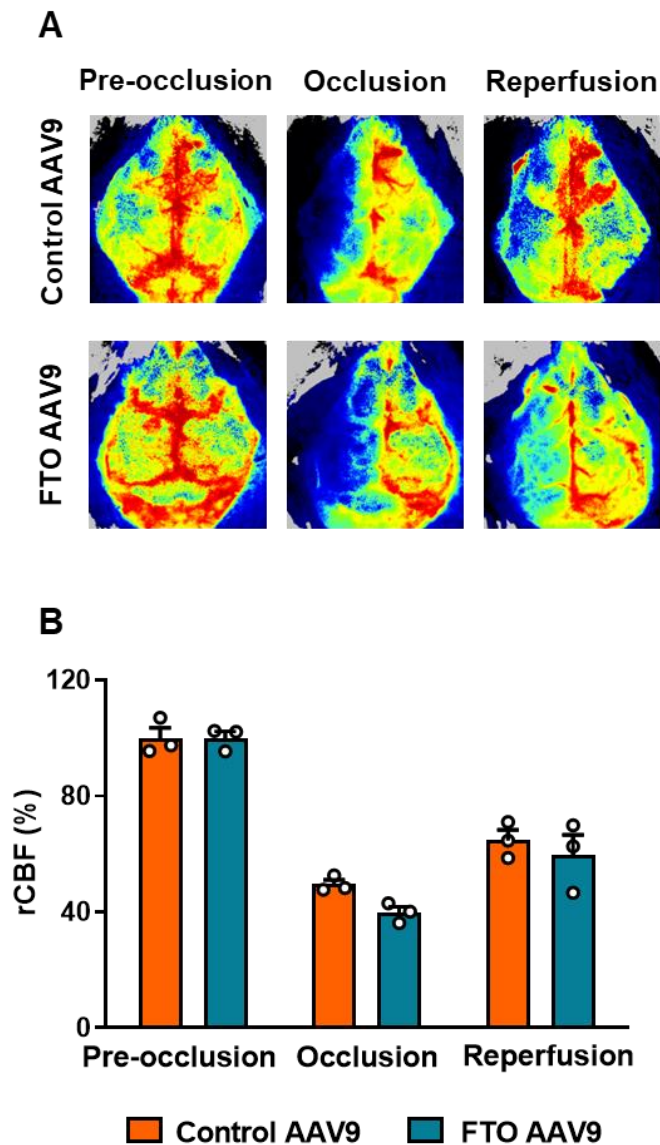 A
Pre-occlusion Occlusion Reperfusion
Control AAV9
FTO AAV9
B
120
80
40
0
rCBF (%)
Pre-occlusion Occlusion Reperfusion
Control AAV9 FTO AAV9